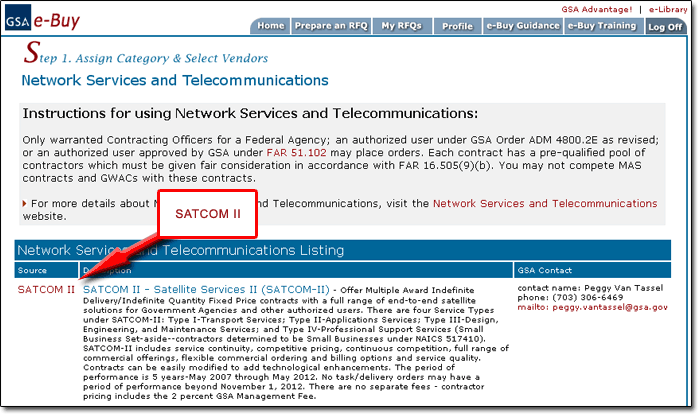 GSA Advantage! | e-Library
GSA e-Buy
Home Prepare an RFQ My RFQs Profile e-Buy Guidance e-Buy Training Log Off
Step 1. Assign Category & Select Vendors
Network Services and Telecommunications
Instructions for using Network Services and Telecommunications:
Only warranted Contracting Officers for a Federal Agency; an authorized user under GSA Order ADM 4800.2E as revised;
or an authorized user approved by GSA under FAR 51.102 may place orders. Each contract has a pre-qualified pool of
contractors which must be given fair consideration in accordance with FAR 16.505(9)(b). You may not compete MAS
contracts and GWACs with these contracts.
For more details about N and Telecommunications, visit the Network Services and Telecommunications
website.
SATCOM II
Network Services and Telecommunications Listing
Source Description GSA Contact
SATCOM II
SATCOM II - Satellite Services II (SATCOM-II) - Offer Multiple Award Indefinite
Delivery/Indefinite Quantity Fixed Price contracts with a full range of end-to-end satellite
solutions for Government Agencies and other authorized users. There are four Service Types
under SATCOM-II: Type I-Transport Services; Type II-Applications Services; Type III-Design,
Engineering, and Maintenance Services; and Type IV-Professional Support Services (Small
Business Set-aside--contractors determined to be Small Businesses under NAICS 517410).
SATCOM-II includes service continuity, competitive pricing, continuous competition, full range of
commercial offerings, flexible commercial ordering and billing options and service quality.
Contracts can be easily modified to add technological enhancements. The period of
performance is 5 years-May 2007 through May 2012. No task/delivery orders may have a
period of performance beyond November 1, 2012. There are no separate fees - contractor
pricing includes the 2 percent GSA Management Fee.
contact name: Peggy Van Tassel
phone: (703) 306-6469
mailto: peggy.vantassel@gsa.gov